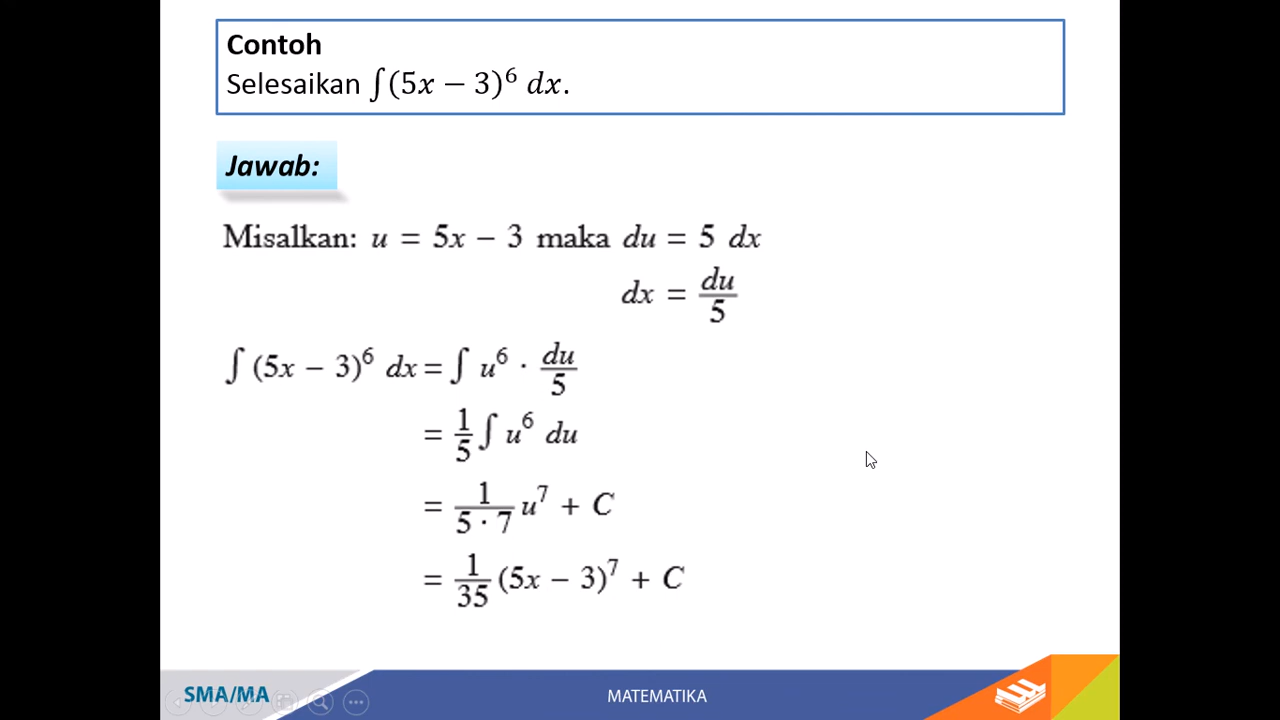 Contoh
Selesaikan ∫(5x − 3)⁶ dx.
Jawab:
Misalkan: u = 5x − 3 maka du = 5 dx
dx = du/5
∫ (5x − 3)⁶ dx = ∫ u⁶ · du/5
= 1/5 ∫ u⁶ du
= 1/(5 · 7) u⁷ + C
= 1/35 (5x − 3)⁷ + C
SMA/MA
MATEMATIKA